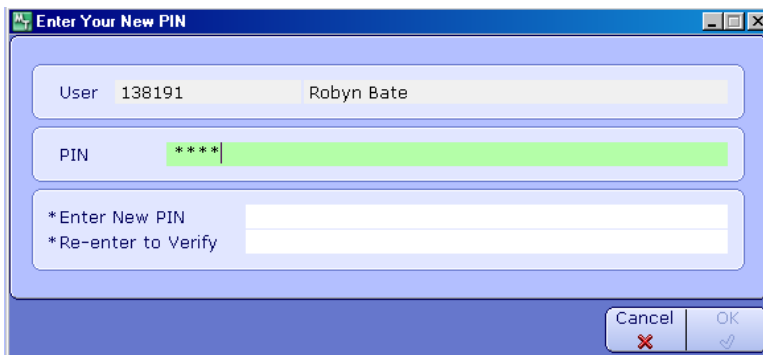 Enter Your New PIN
User 138191 Robyn Bate
PIN ****
*Enter New PIN
*Re-enter to Verify
Cancel OK